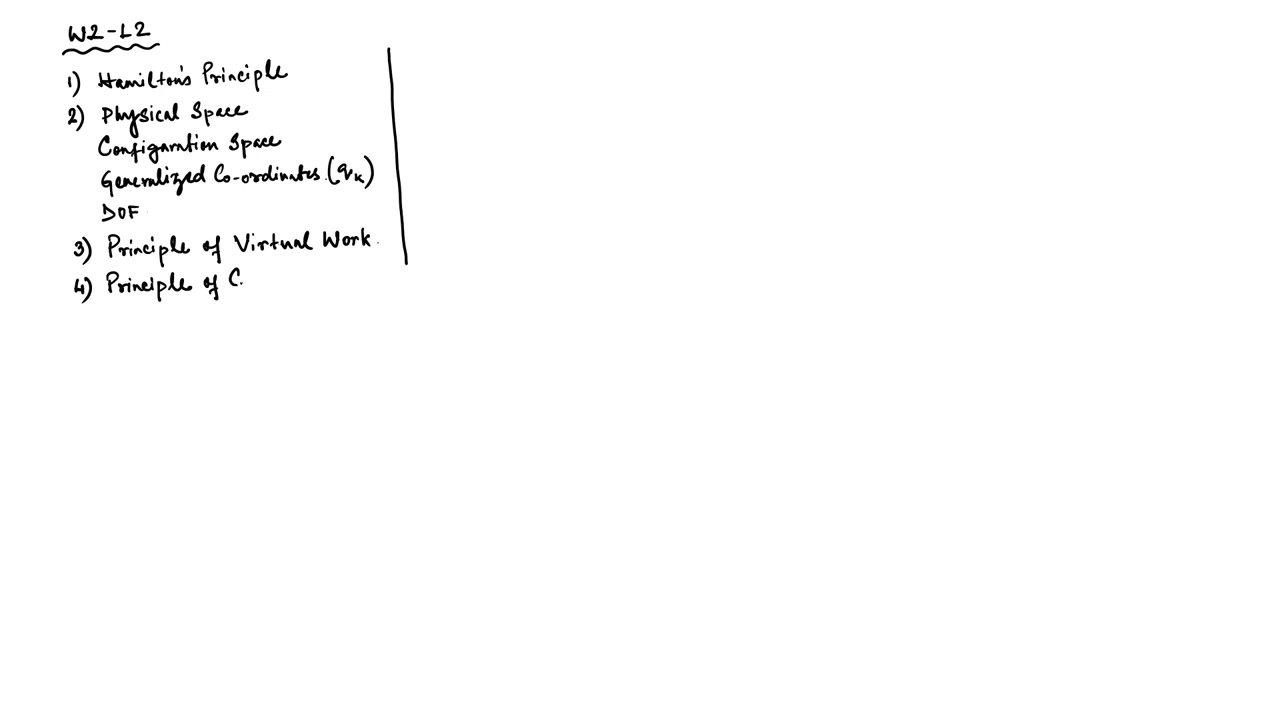 W2-L2
1) Hamilton's Principle
2) Physical Space
Configuration Space
Generalized Co-ordinates (qk)
DOF
3) Principle of Virtual Work.
4) Principle of C